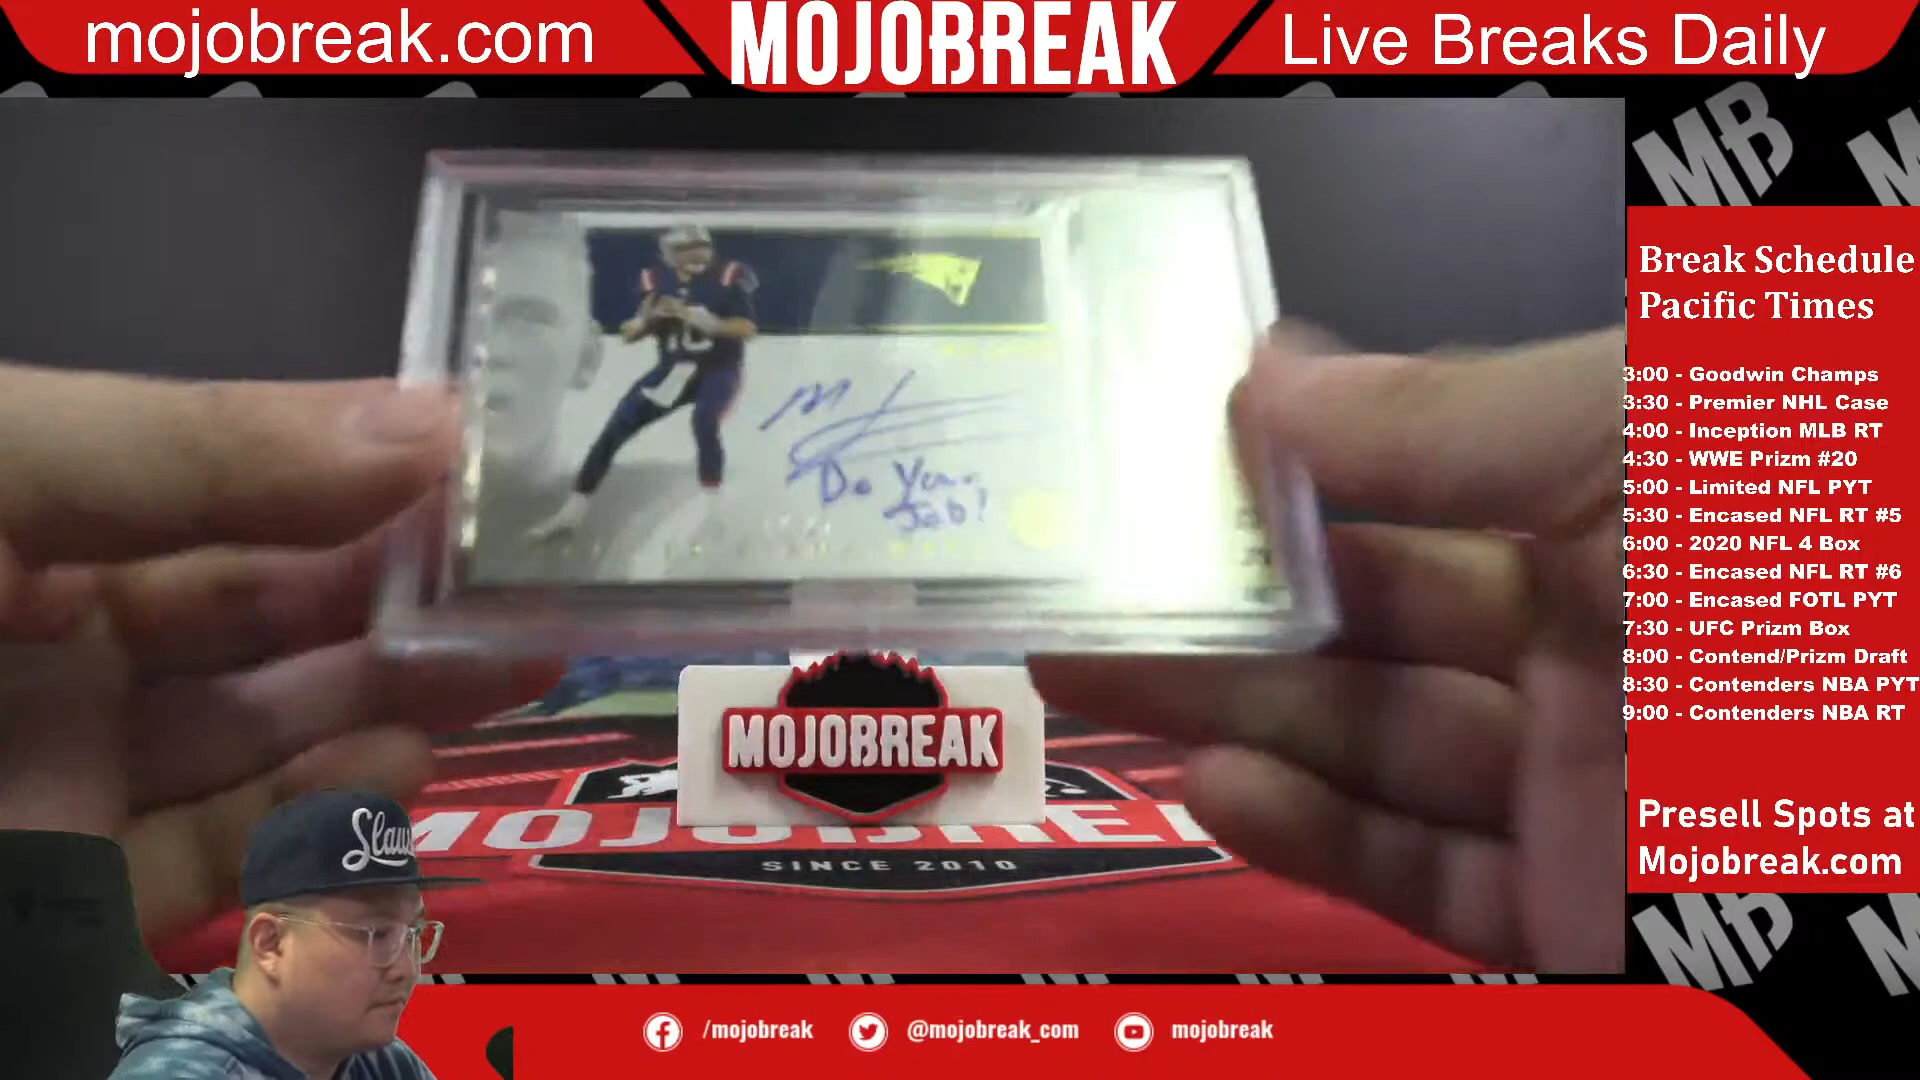 mojobreak.com
MOJOBREAK
Live Breaks Daily
MB
Break Schedule
Pacific Times
3:00 - Goodwin Champs
3:30 - Premier NHL Case
4:00 - Inception MLB RT
4:30 - WWE Prizm #20
5:00 - Limited NFL PYT
5:30 - Encased NFL RT #5
6:00 - 2020 NFL 4 Box
6:30 - Encased NFL RT #6
7:00 - Encased FOTL PYT
7:30 - UFC Prizm Box
8:00 - Contend/Prizm Draft
8:30 - Contenders NBA PYT
9:00 - Contenders NBA RT
Presell Spots at
Mojobreak.com
MB
Do Your
Job!
MOJOBREAK
MOJOBREA
SINCE 2010
/mojobreak
@mojobreak_com
mojobreak